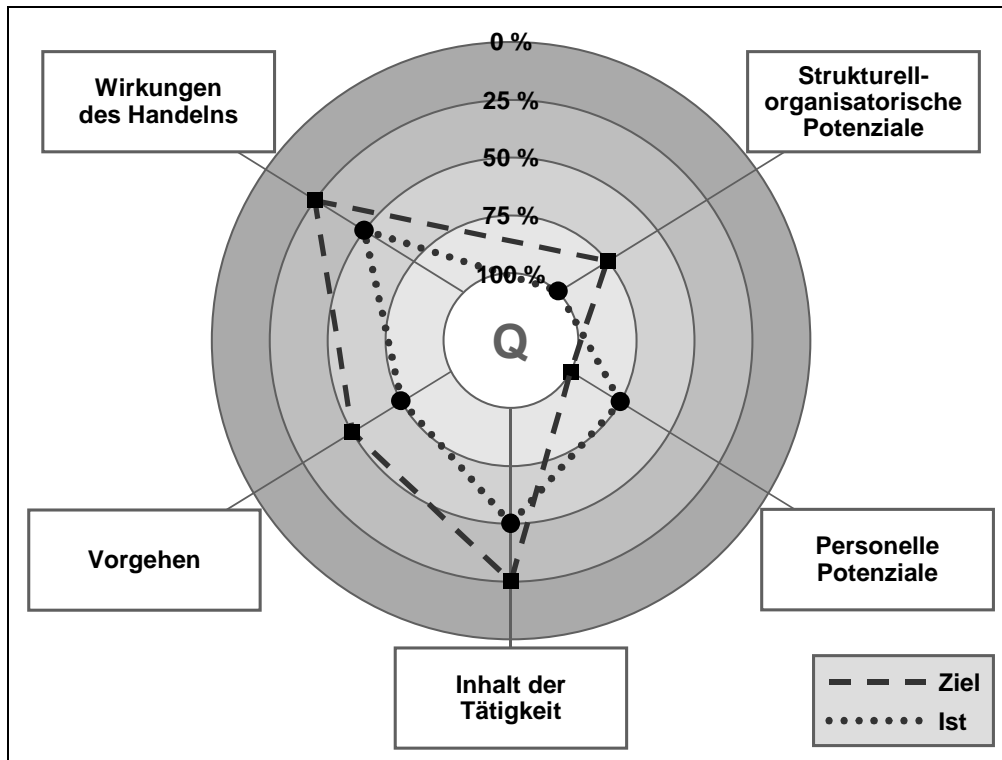 0 %
25 %
50 %
75 %
100 %
Q
Wirkungen
des Handelns
Strukturell-
organisatorische
Potenziale
Vorgehen
Personelle
Potenziale
Inhalt der
Tätigkeit
Ziel
Ist